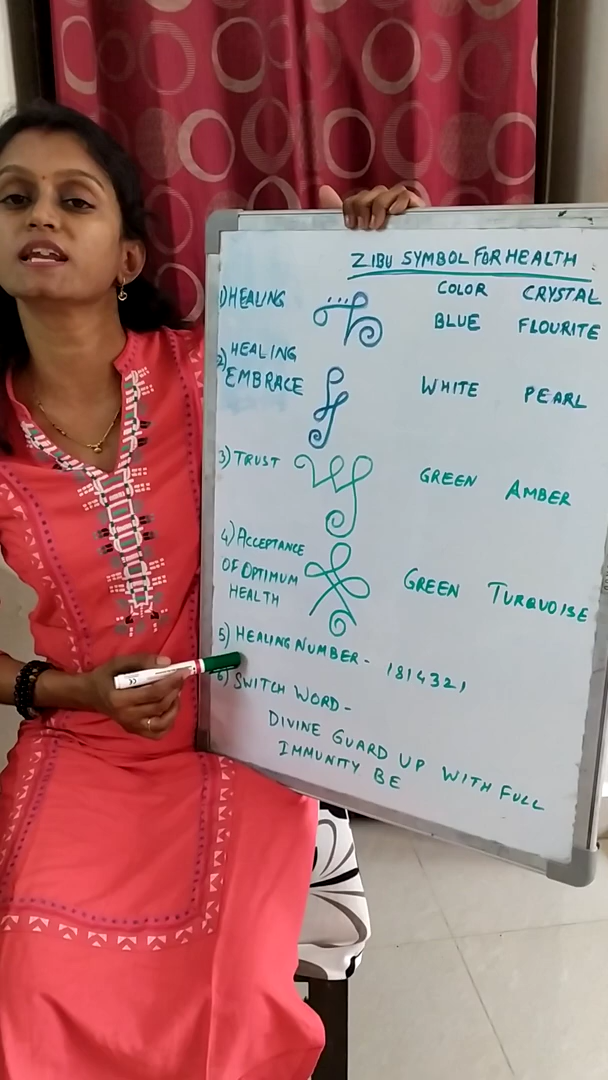 ZIBU SYMBOL FOR HEALTH
COLOR CRYSTAL
1) HEALING BLUE FLOURITE
2) HEALING
EMBRACE WHITE PEARL
3) TRUST GREEN AMBER
4) ACCEPTANCE
OF OPTIMUM GREEN TURQUOISE
HEALTH
5) HEALING NUMBER - 1814321
6) SWITCH WORD -
DIVINE GUARD UP WITH FULL
IMMUNITY BE